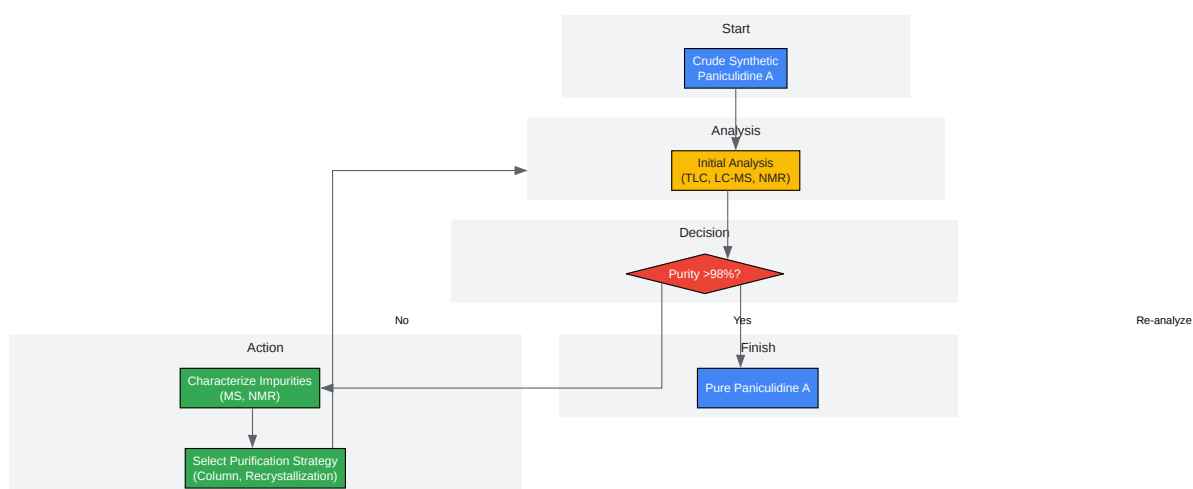 Start
Crude Synthetic
Paniculidine A
Analysis
Initial Analysis
(TLC, LC-MS, NMR)
Decision
Purity >98%?
No
Yes
Re-analyze
Action
Finish
Characterize Impurities
(MS, NMR)
Pure Paniculidine A
Select Purification Strategy
(Column, Recrystallization)